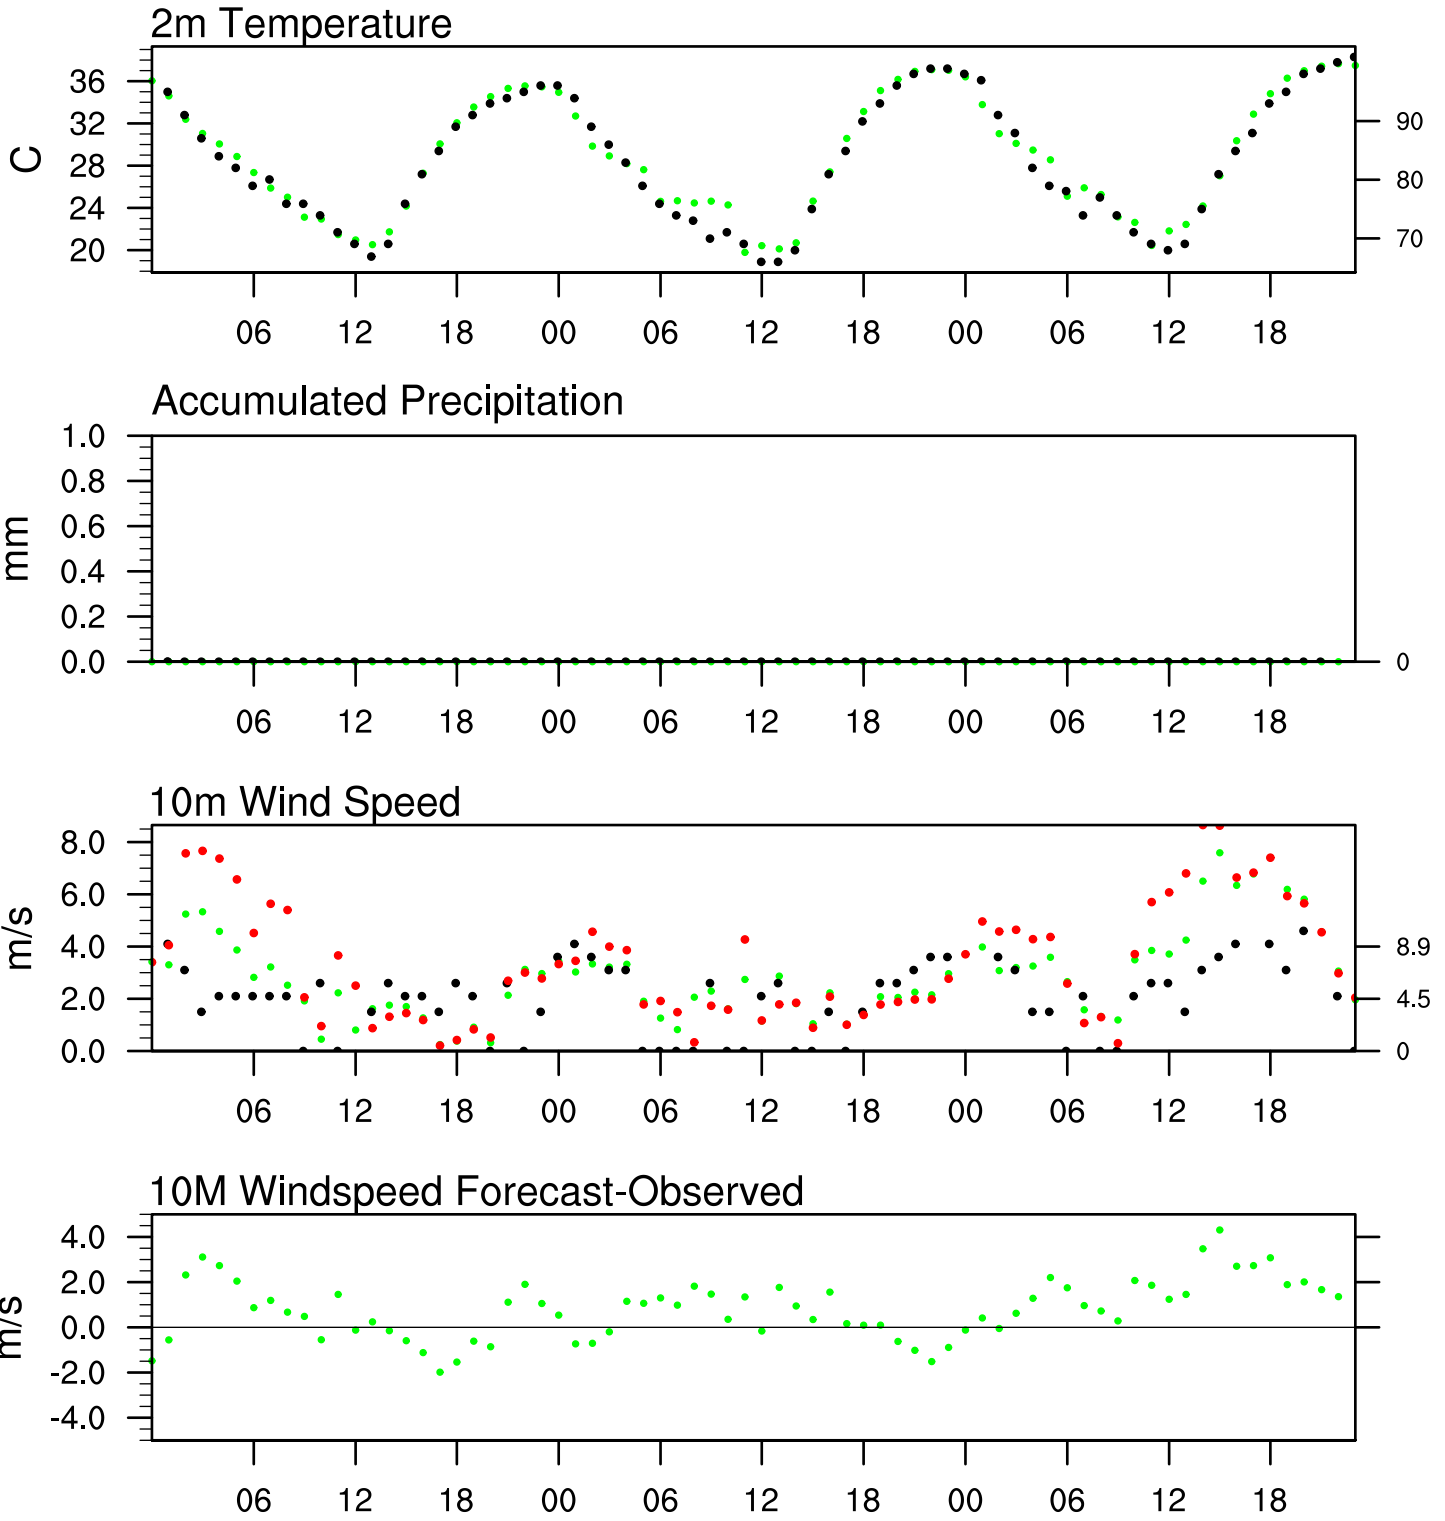 2m Temperature
36
32
28
24
20
C
90
80
70
06 12 18 00 06 12 18 00 06 12 18
Accumulated Precipitation
1.0
0.8
0.6
0.4
0.2
0.0
mm
0
06 12 18 00 06 12 18 00 06 12 18
10m Wind Speed
8.0
6.0
4.0
2.0
0.0
m/s
8.9
4.5
0
06 12 18 00 06 12 18 00 06 12 18
10M Windspeed Forecast-Observed
4.0
2.0
0.0
-2.0
-4.0
m/s
06 12 18 00 06 12 18 00 06 12 18